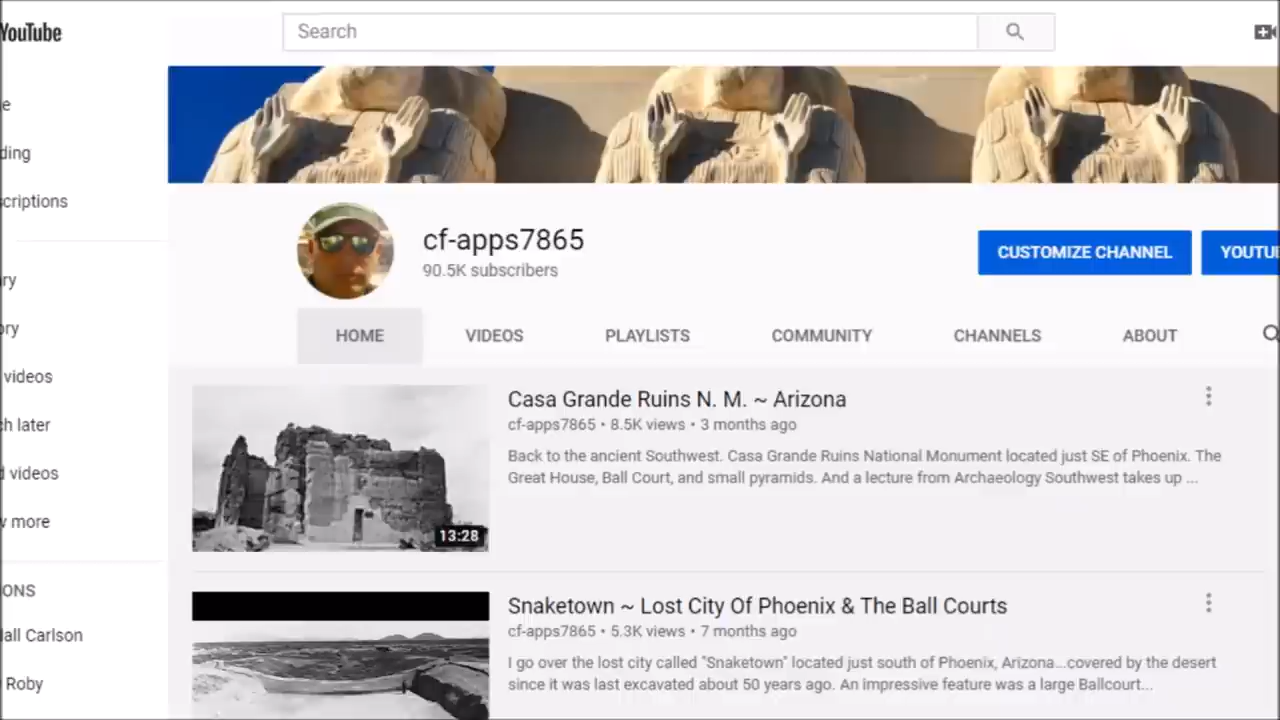 YouTube
Search
e
ding
scriptions
ry
ory
videos
ch later
d videos
w more
ONS
dall Carlson
Roby
cf-apps7865
90.5K subscribers
CUSTOMIZE CHANNEL
YOUTU
HOME
VIDEOS
PLAYLISTS
COMMUNITY
CHANNELS
ABOUT
13:28
Casa Grande Ruins N. M. ~ Arizona
cf-apps7865 • 8.5K views • 3 months ago
Back to the ancient Southwest. Casa Grande Ruins National Monument located just SE of Phoenix. The
Great House, Ball Court, and small pyramids. And a lecture from Archaeology Southwest takes up ...
Snaketown ~ Lost City Of Phoenix & The Ball Courts
cf-apps7865 • 5.3K views • 7 months ago
I go over the lost city called "Snaketown" located just south of Phoenix, Arizona...covered by the desert
since it was last excavated about 50 years ago. An impressive feature was a large Ballcourt...